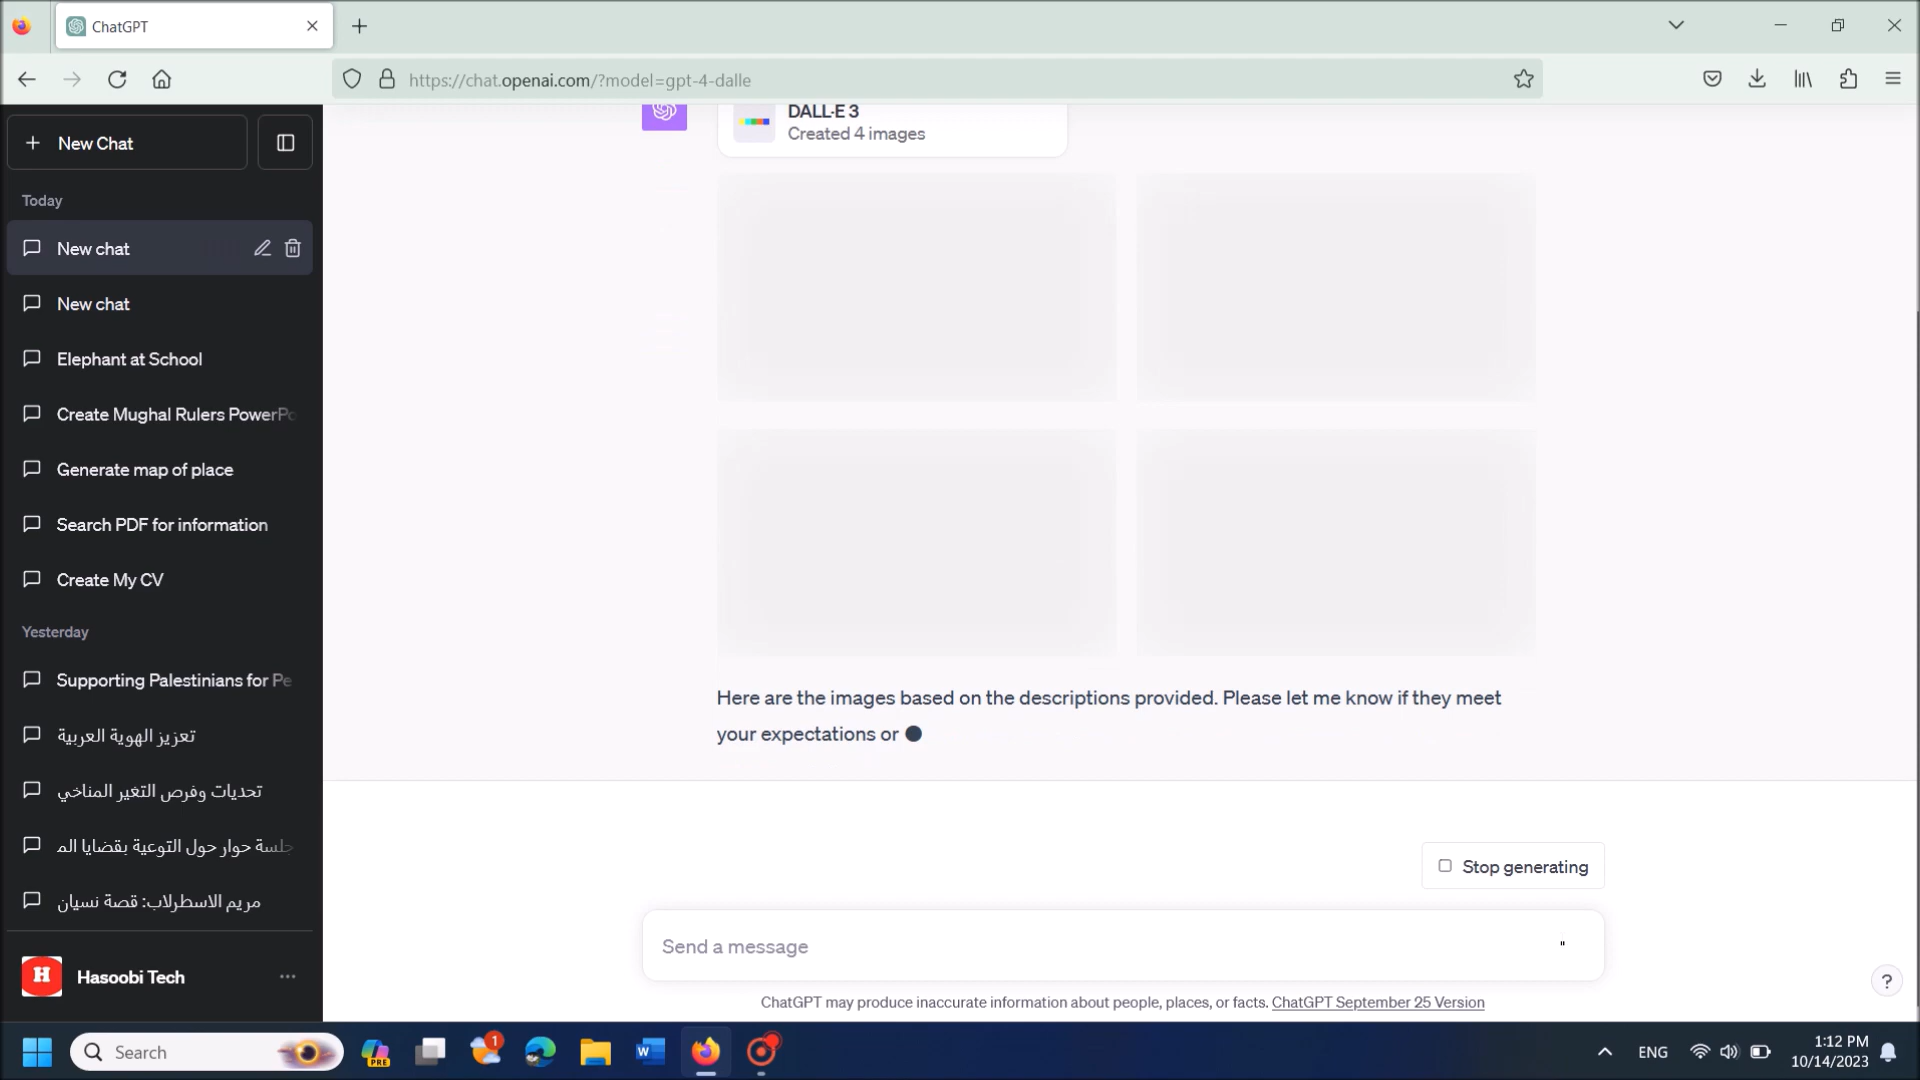 ChatGPT
https://chat.openai.com/?model=gpt-4-dalle
New Chat
Today
New chat
New chat
Elephant at School
Create Mughal Rulers PowerPo
Generate map of place
Search PDF for information
Create My CV
Yesterday
Supporting Palestinians for Pe
تعزيز الهوية العربية
تحديات وفرص التغير المناخي
جلسة حوار حول التوعية بقضايا الم
مريم الاسطرلاب: قصة نسيان
H
Hasoobi Tech
DALL·E 3
Created 4 images
Here are the images based on the descriptions provided. Please let me know if they meet
your expectations or
Stop generating
Send a message
ChatGPT may produce inaccurate information about people, places, or facts. ChatGPT September 25 Version
?
Search
PRE
1
W
ENG
1:12 PM
10/14/2023